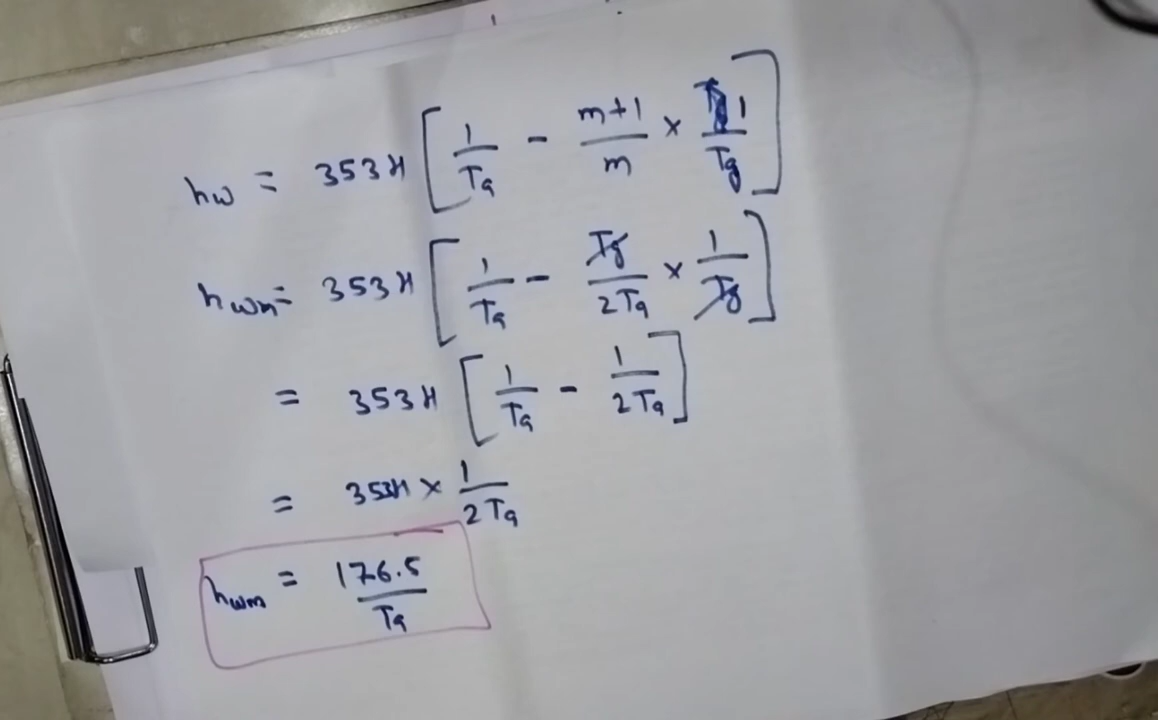 hw = 353H [ 1/Ta - m+1/m × 1/Tg ]
hwm = 353H [ 1/Ta - Tg/2Ta × 1/Tg ]
= 353H [ 1/Ta - 1/2Ta ]
= 353H × 1/2Ta
hwm = 176.5/Ta